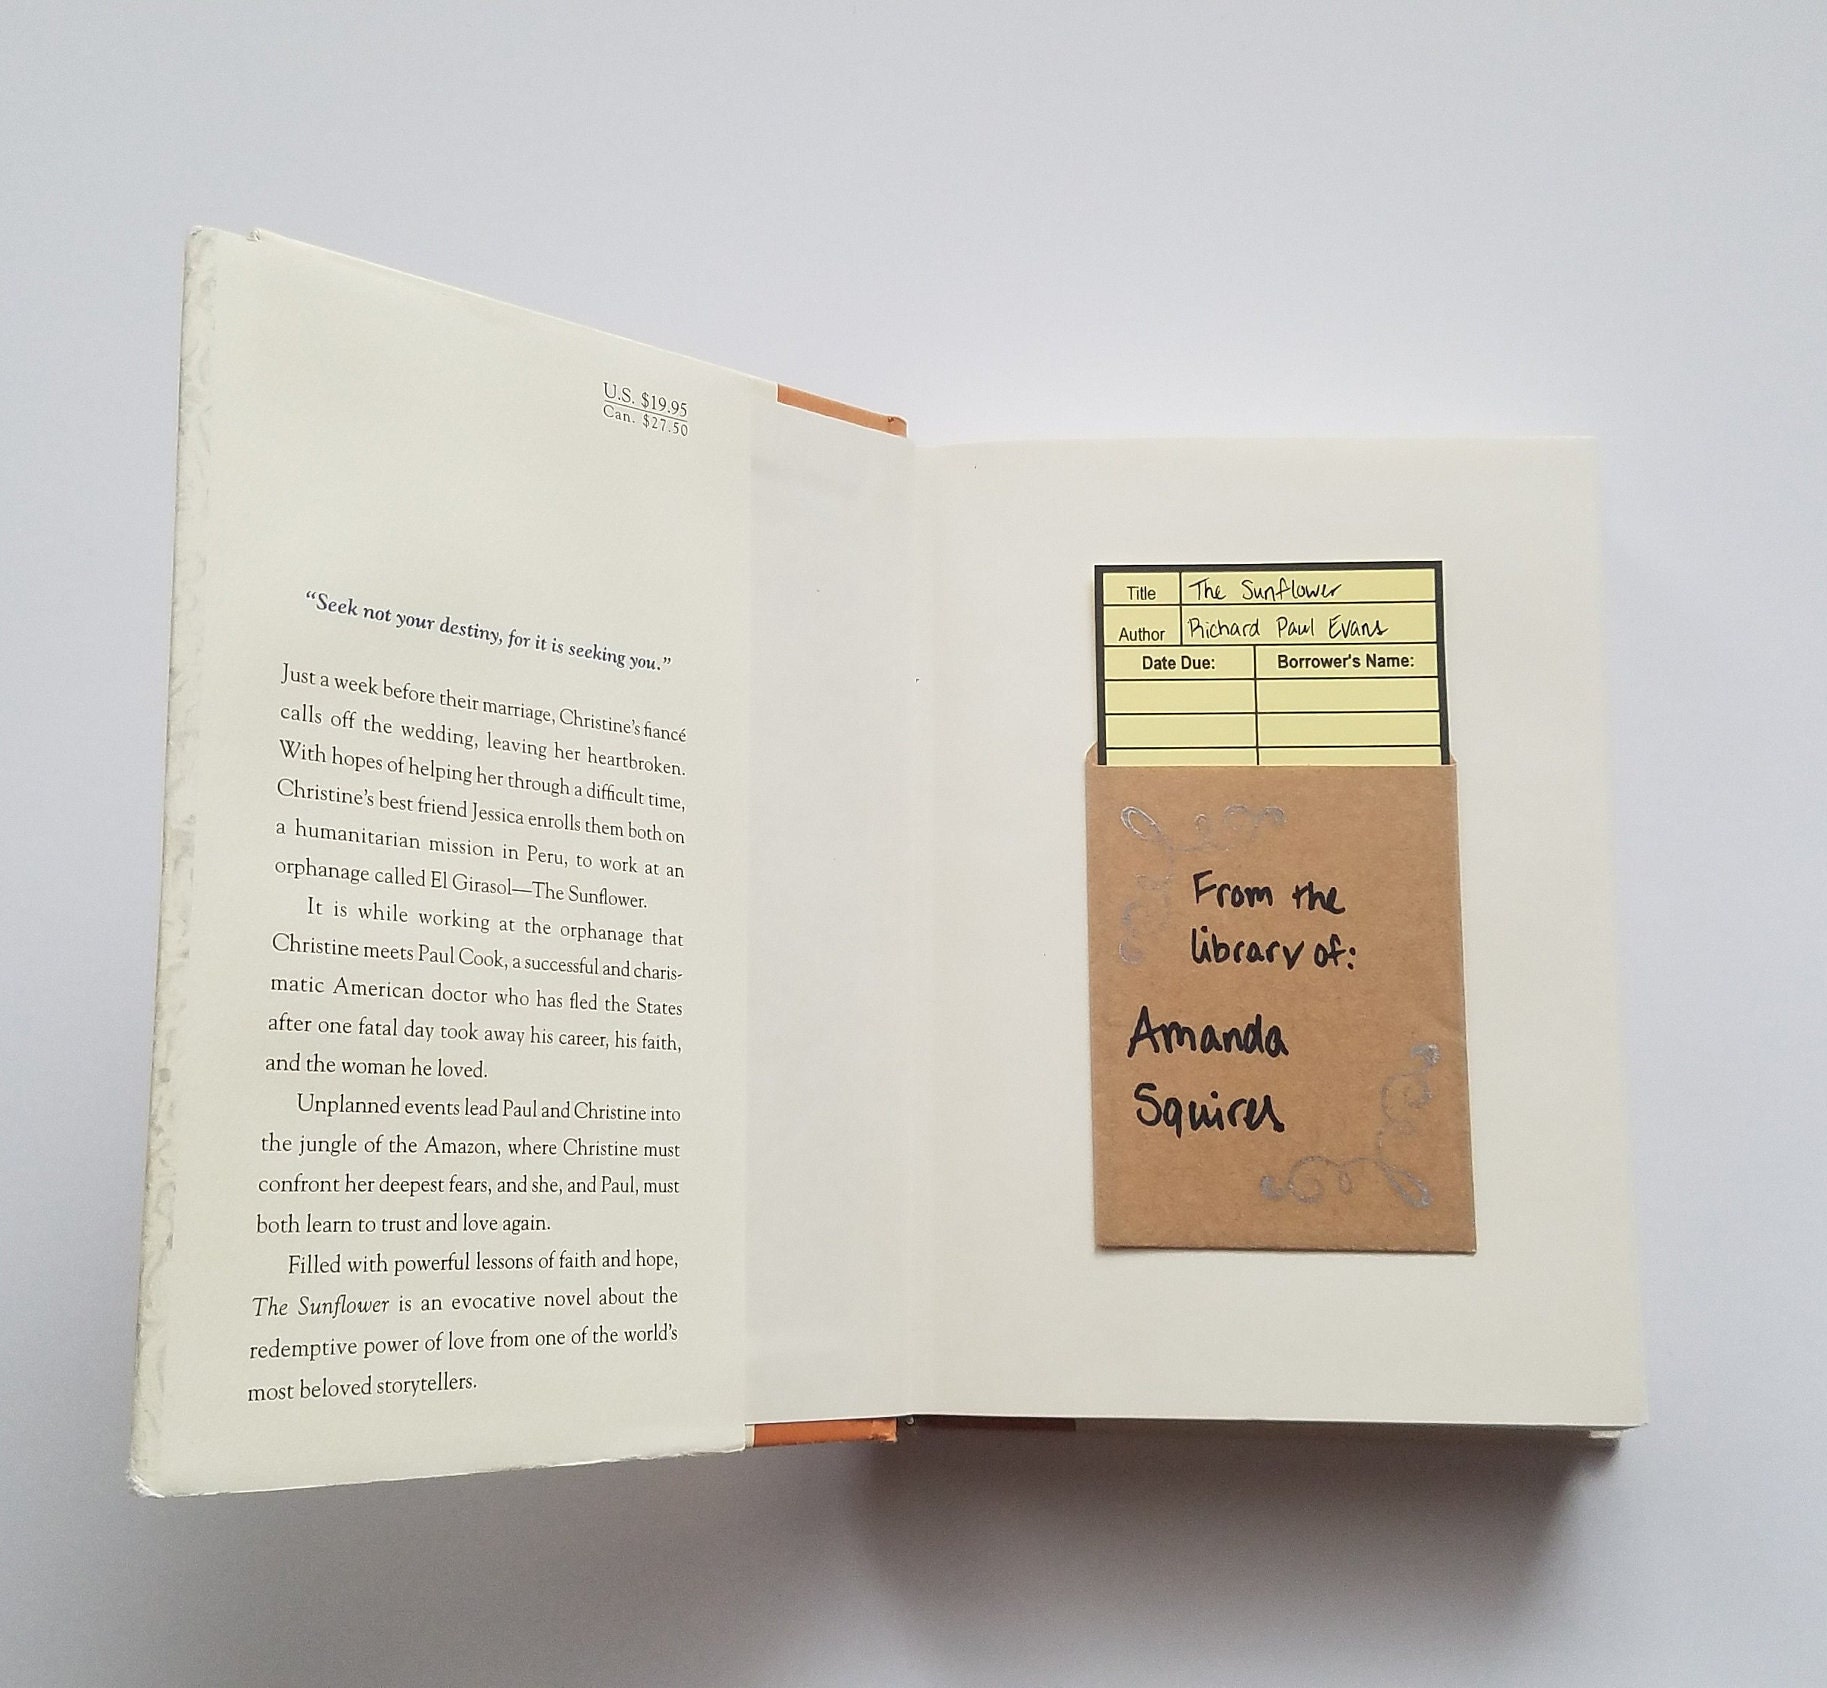 U.S. $19.95
Can. $27.50
“Seek not your destiny, for it is seeking you.”
Just a week before their marriage, Christine’s fiancé
calls off the wedding, leaving her heartbroken.
With hopes of helping her through a difficult time,
Christine’s best friend Jessica enrolls them both on
a humanitarian mission in Peru, to work at an
orphanage called El Girasol—The Sunflower.
It is while working at the orphanage that
Christine meets Paul Cook, a successful and charis-
matic American doctor who has fled the States
after one fatal day took away his career, his faith,
and the woman he loved.
Unplanned events lead Paul and Christine into
the jungle of the Amazon, where Christine must
confront her deepest fears, and she, and Paul, must
both learn to trust and love again.
Filled with powerful lessons of faith and hope,
The Sunflower is an evocative novel about the
redemptive power of love from one of the world’s
most beloved storytellers.
Title The Sunflower
Author Richard Paul Evans
Date Due: Borrower's Name:
From the
library of:
Amanda
Squires